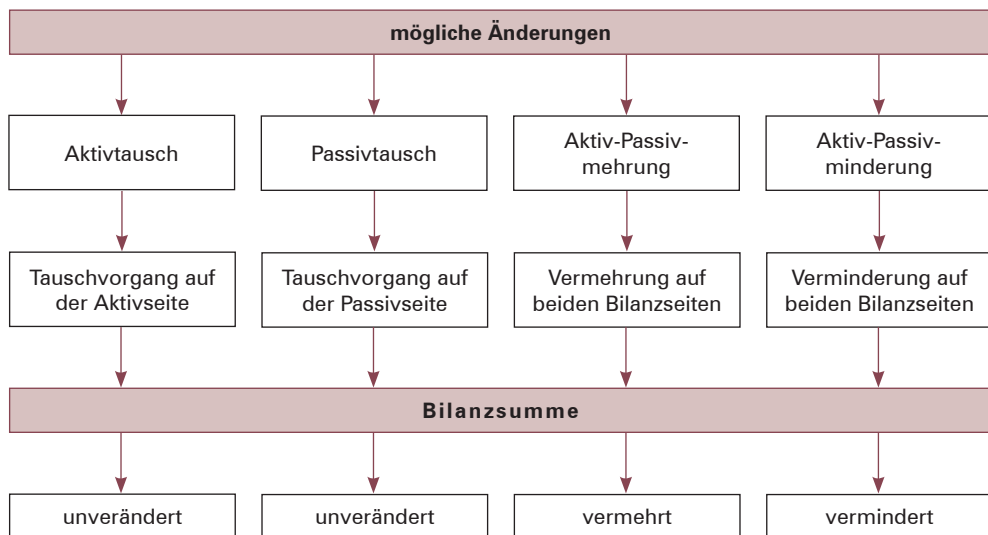 mögliche Änderungen
Aktivtausch
Passivtausch
Aktiv-Passiv-
mehrung
Aktiv-Passiv-
minderung
Tauschvorgang auf
der Aktivseite
Tauschvorgang auf
der Passivseite
Vermehrung auf
beiden Bilanzseiten
Verminderung auf
beiden Bilanzseiten
Bilanzsumme
unverändert
unverändert
vermehrt
vermindert